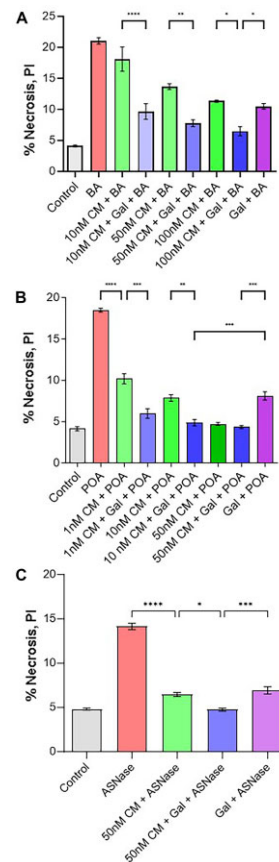 A
% Necrosis, PI
25
20
15
10
5
0
****
**
*
*
Control
BA
10nM CM + BA
10nM CM + Gal + BA
50nM CM + BA
50nM CM + Gal + BA
100nM CM + BA
100nM CM + Gal + BA
Gal + BA
B
% Necrosis, PI
20
15
10
5
0
****
***
**
***
***
Control
POA
1nM CM + POA
1nM CM + Gal + POA
10nM CM + POA
10 nM CM + Gal + POA
50nM CM + POA
50nM CM + Gal + POA
Gal + POA
C
% Necrosis, PI
20
15
10
5
0
****
*
***
Control
ASNase
50nM CM + ASNase
50nM CM + Gal + ASNase
Gal + ASNase